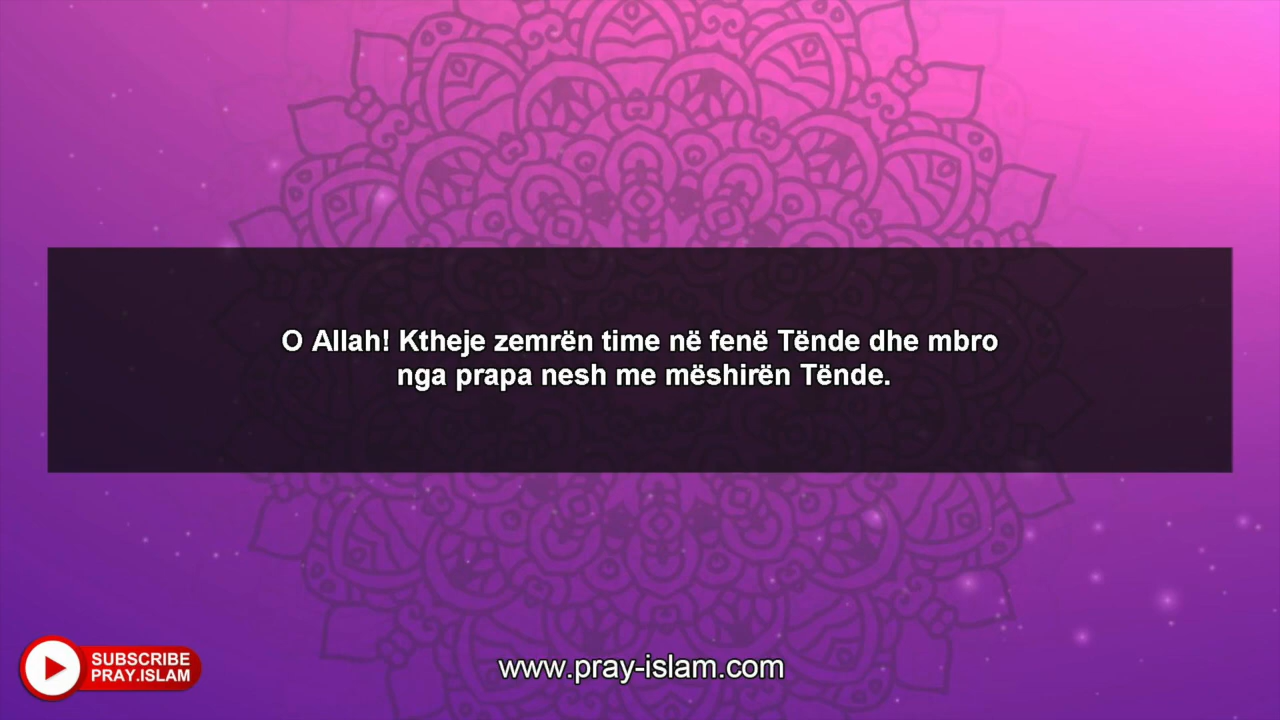 O Allah! Ktheje zemrën time në fenë Tënde dhe mbro
nga prapa nesh me mëshirën Tënde.
SUBSCRIBE
PRAY.ISLAM
www.pray-islam.com